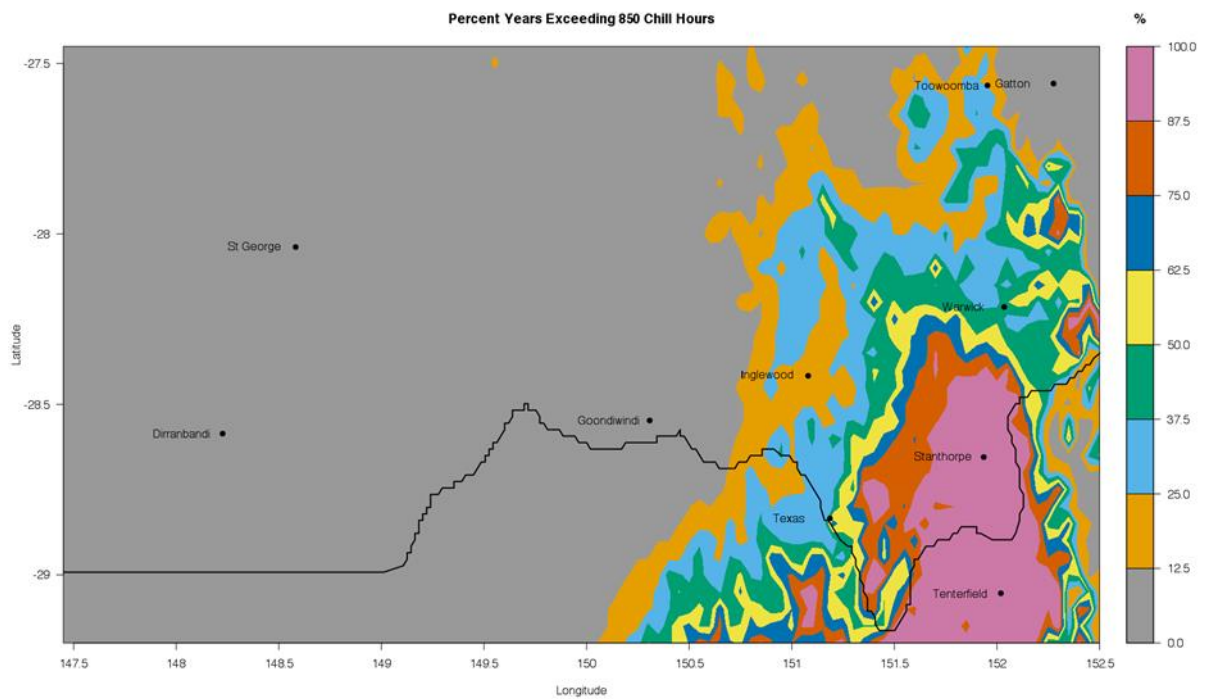 Percent Years Exceeding 850 Chill Hours
%
-27.5
-28
-28.5
-29
Latitude
Toowoomba
Gatton
St George
Warwick
Inglewood
Goondiwindi
Dirranbandi
Stanthorpe
Texas
Tenterfield
100.0
87.5
75.0
62.5
50.0
37.5
25.0
12.5
0.0
147.5 148 148.5 149 149.5 150 150.5 151 151.5 152 152.5
Longitude